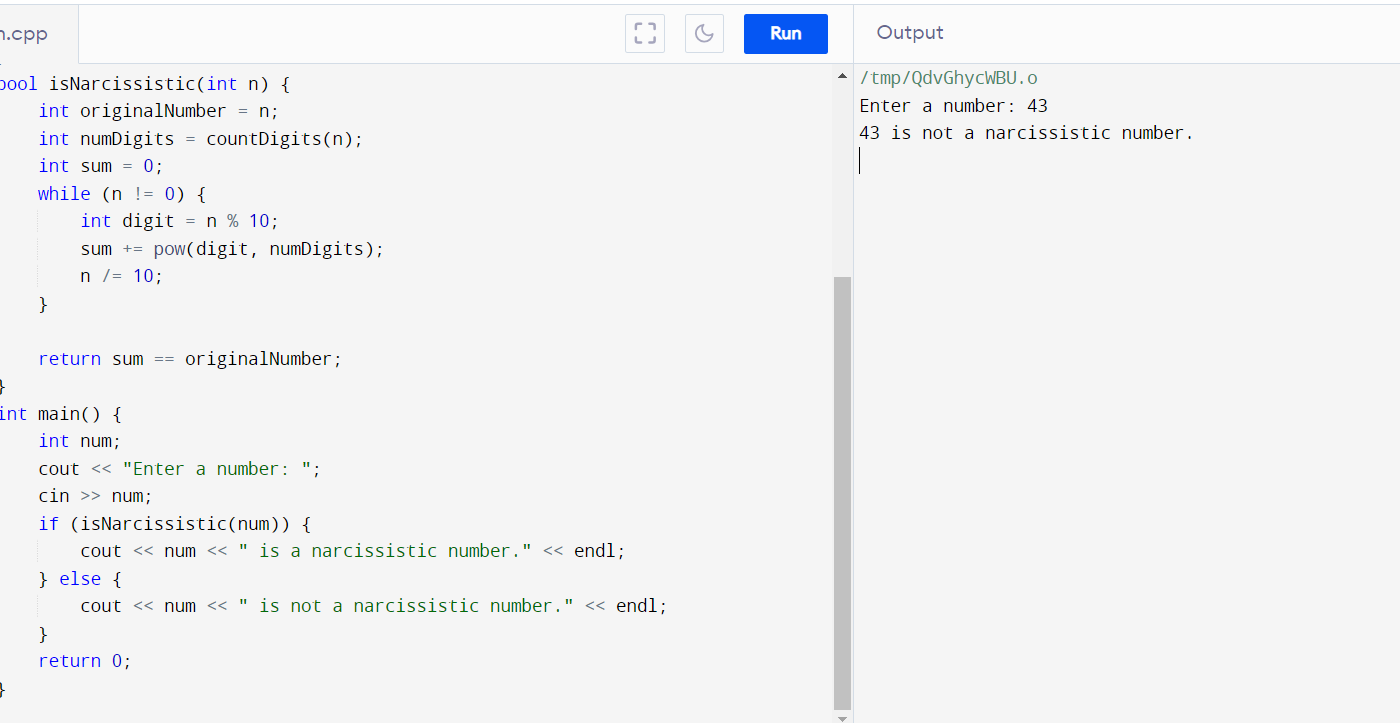 n.cpp
Run
Output
bool isNarcissistic(int n) {
    int originalNumber = n;
    int numDigits = countDigits(n);
    int sum = 0;
    while (n != 0) {
        int digit = n % 10;
        sum += pow(digit, numDigits);
        n /= 10;
    }
    return sum == originalNumber;
}
int main() {
    int num;
    cout << "Enter a number: ";
    cin >> num;
    if (isNarcissistic(num)) {
        cout << num << " is a narcissistic number." << endl;
    } else {
        cout << num << " is not a narcissistic number." << endl;
    }
    return 0;
}
/tmp/QdvGhycWBU.o
Enter a number: 43
43 is not a narcissistic number.